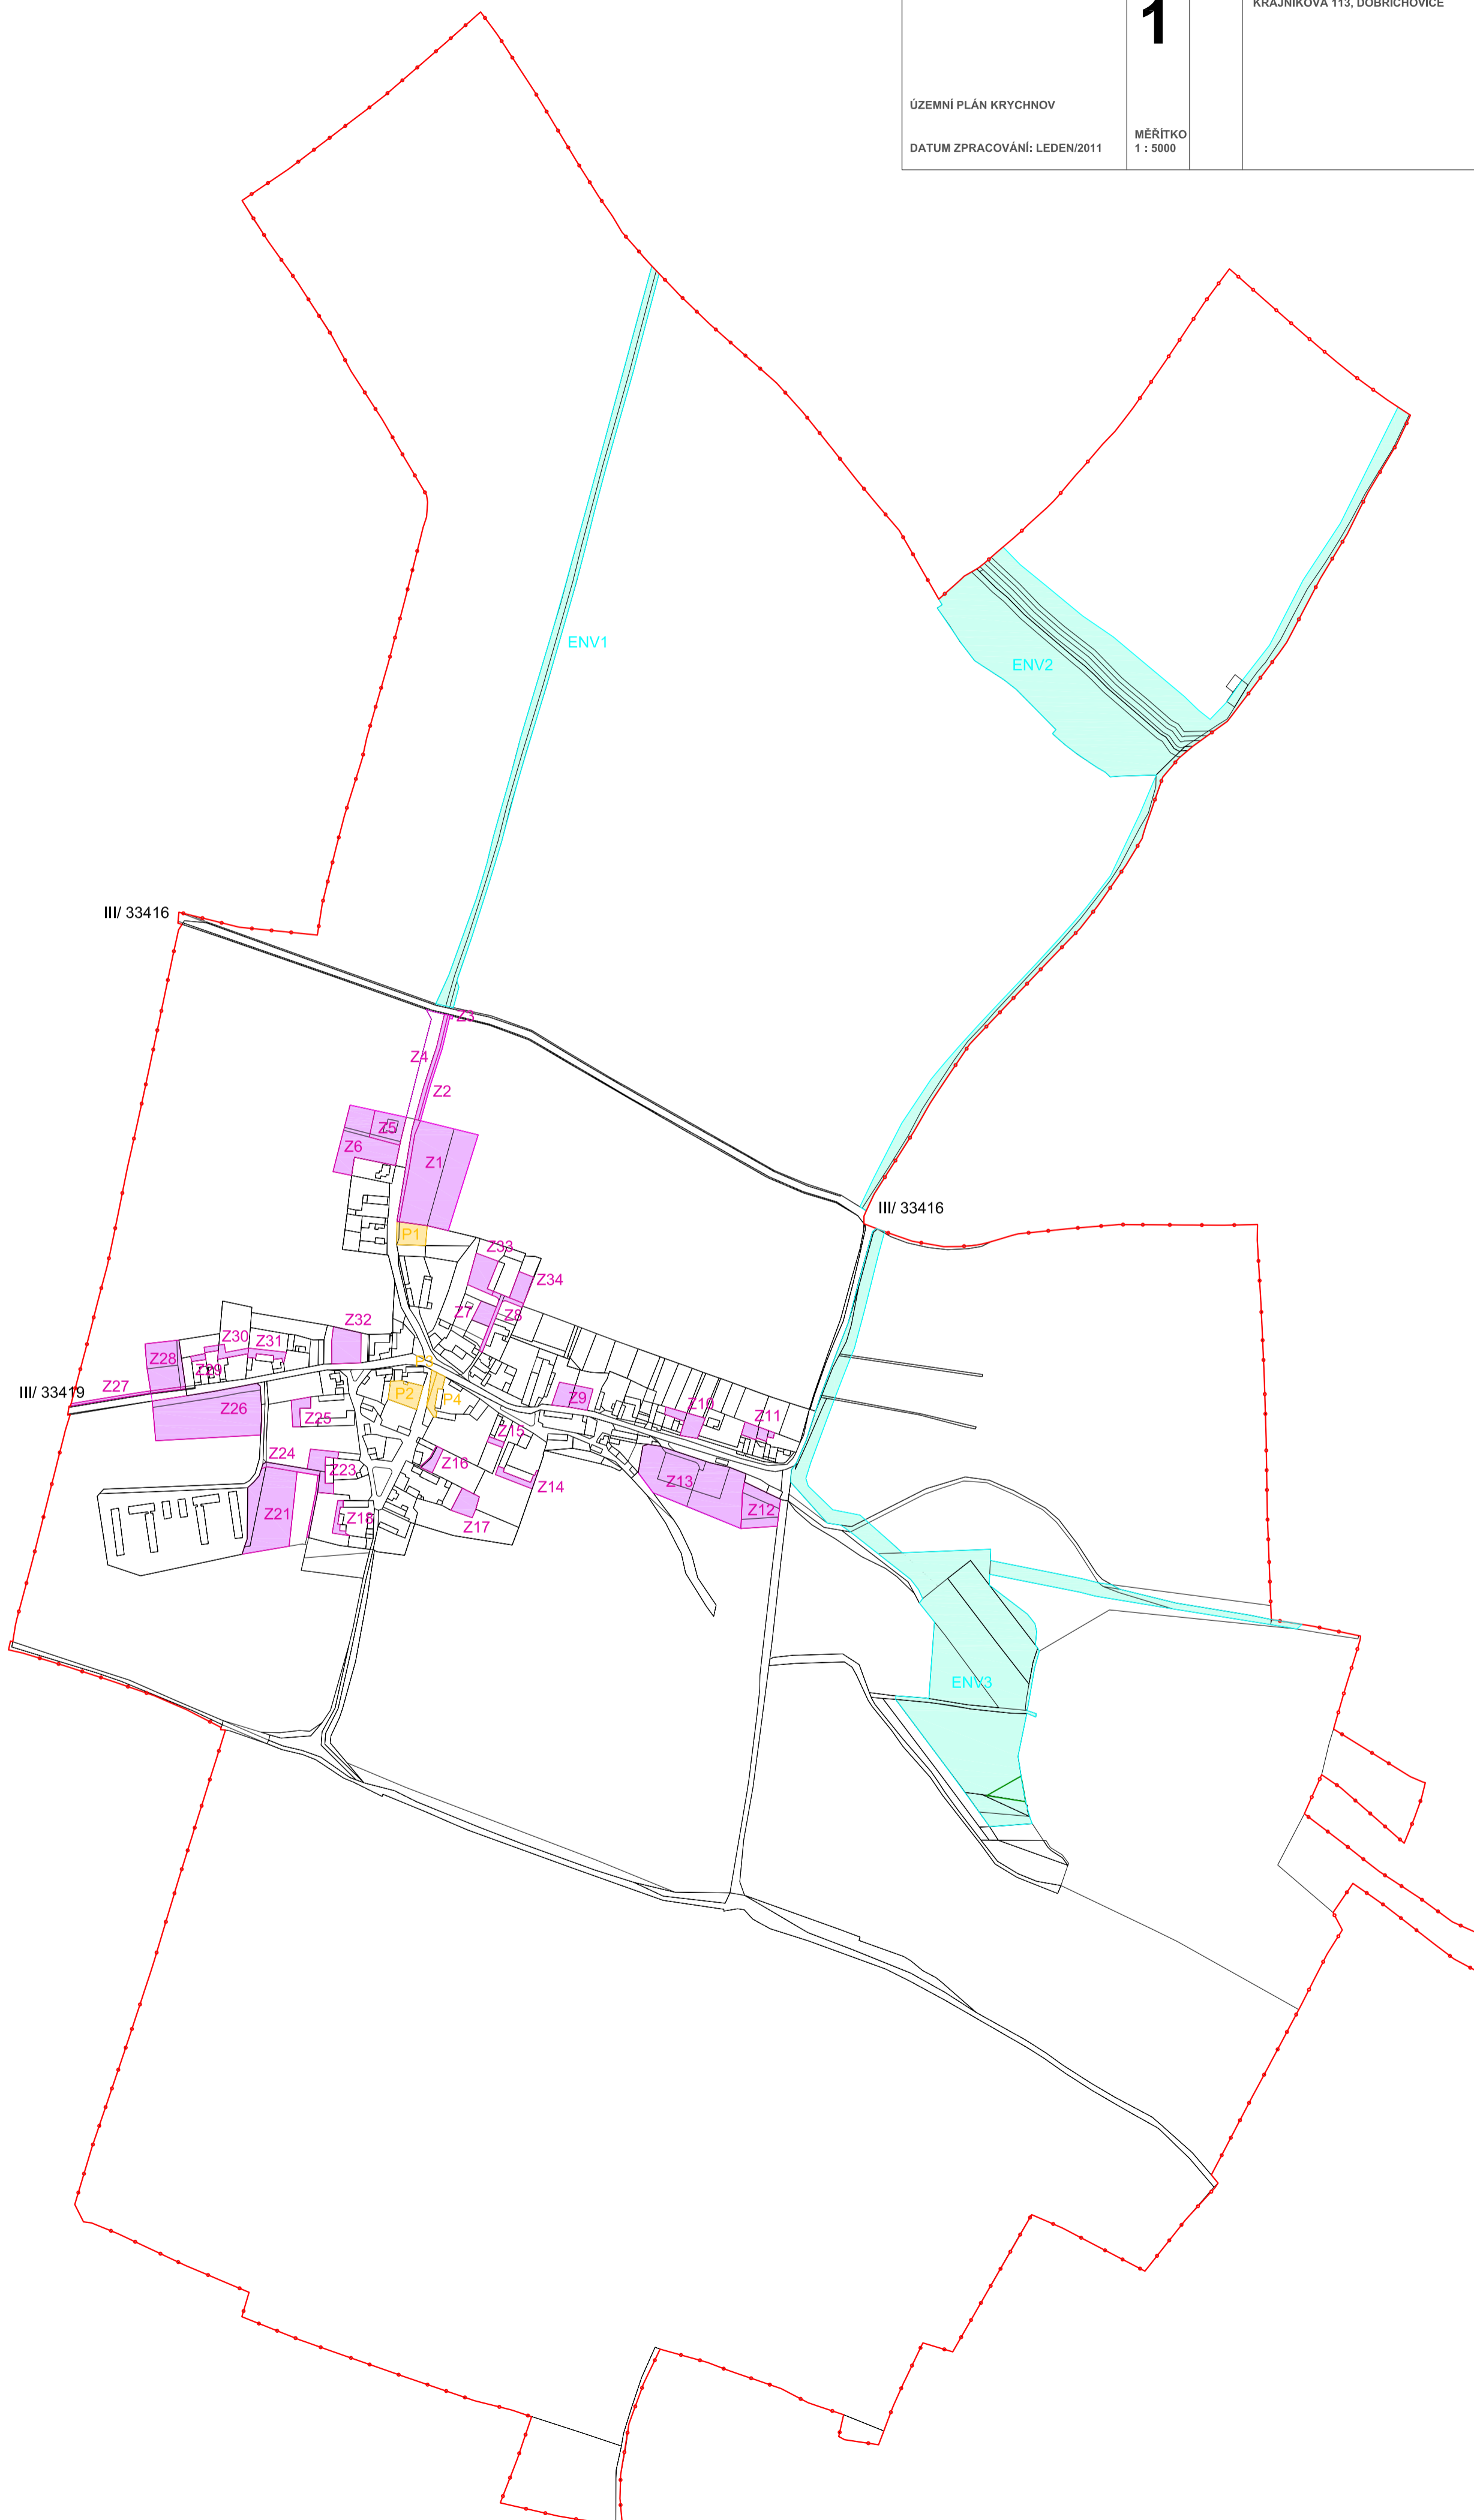 1
KRAJNÍKOVA 113, DOBŘICHOVICE
ÚZEMNÍ PLÁN KRYCHNOV
MĚŘÍTKO
DATUM ZPRACOVÁNÍ: LEDEN/2011
1 : 5000
ENV1
ENV2
III/ 33416
Z3
Z4
Z2
Z5
Z6
Z1
III/ 33416
P1
Z33
Z34
Z7
Z8
Z32
Z30
Z31
Z28
Z29
P3
Z27
III/ 33419
P2
P4
Z9
Z26
Z25
Z10
Z11
Z15
Z24
Z23
Z16
Z13
Z14
Z21
Z18
Z17
Z12
ENV3